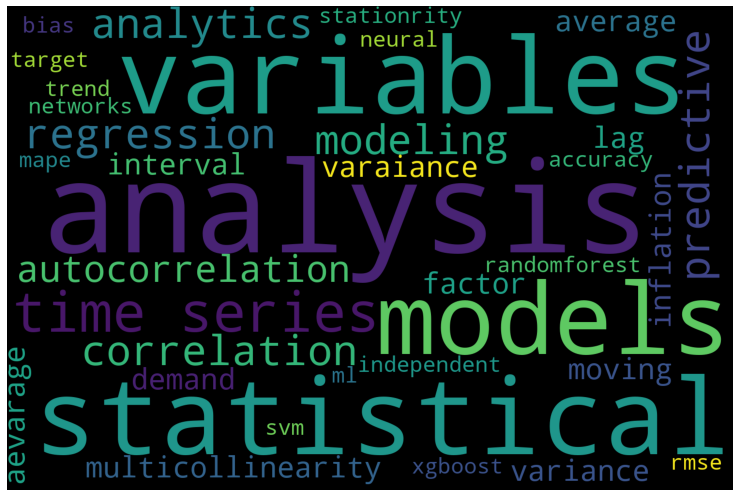 bias
analytics
stationrity
average
neural
target
variables
trend
networks
regression
modeling
lag
predictive
mape
interval
varaiance
accuracy
analysis
inflation
autocorrelation
randomforest
factor
time series
models
correlation
independent
moving
aevarage
demand
ml
statistical
svm
multicollinearity
xgboost
variance
rmse